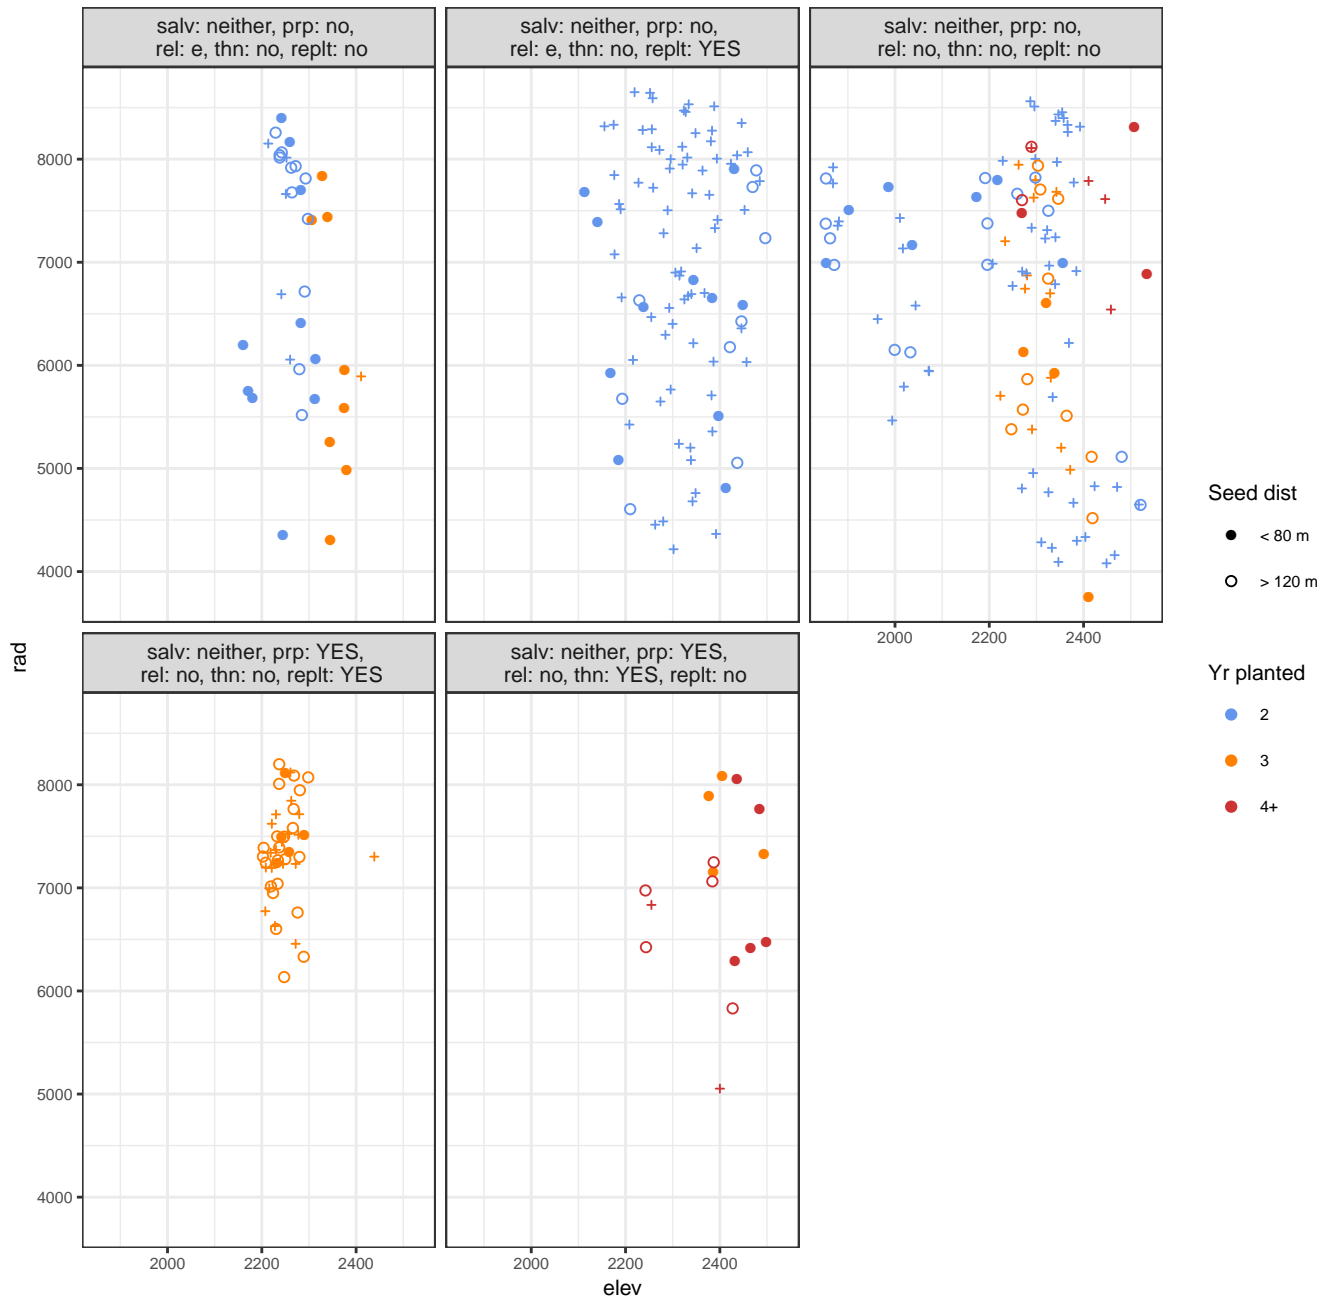 salv: neither, prp: no,
rel: e, thn: no, replt: no
salv: neither, prp: no,
rel: e, thn: no, replt: YES
salv: neither, prp: no,
rel: no, thn: no, replt: no
8000
7000
6000
5000
4000
2000 2200 2400
salv: neither, prp: YES,
rel: no, thn: no, replt: YES
salv: neither, prp: YES,
rel: no, thn: YES, replt: no
8000
7000
6000
5000
4000
2000 2200 2400
2000 2200 2400
elev
rad
Seed dist
< 80 m
> 120 m
Yr planted
2
3
4+